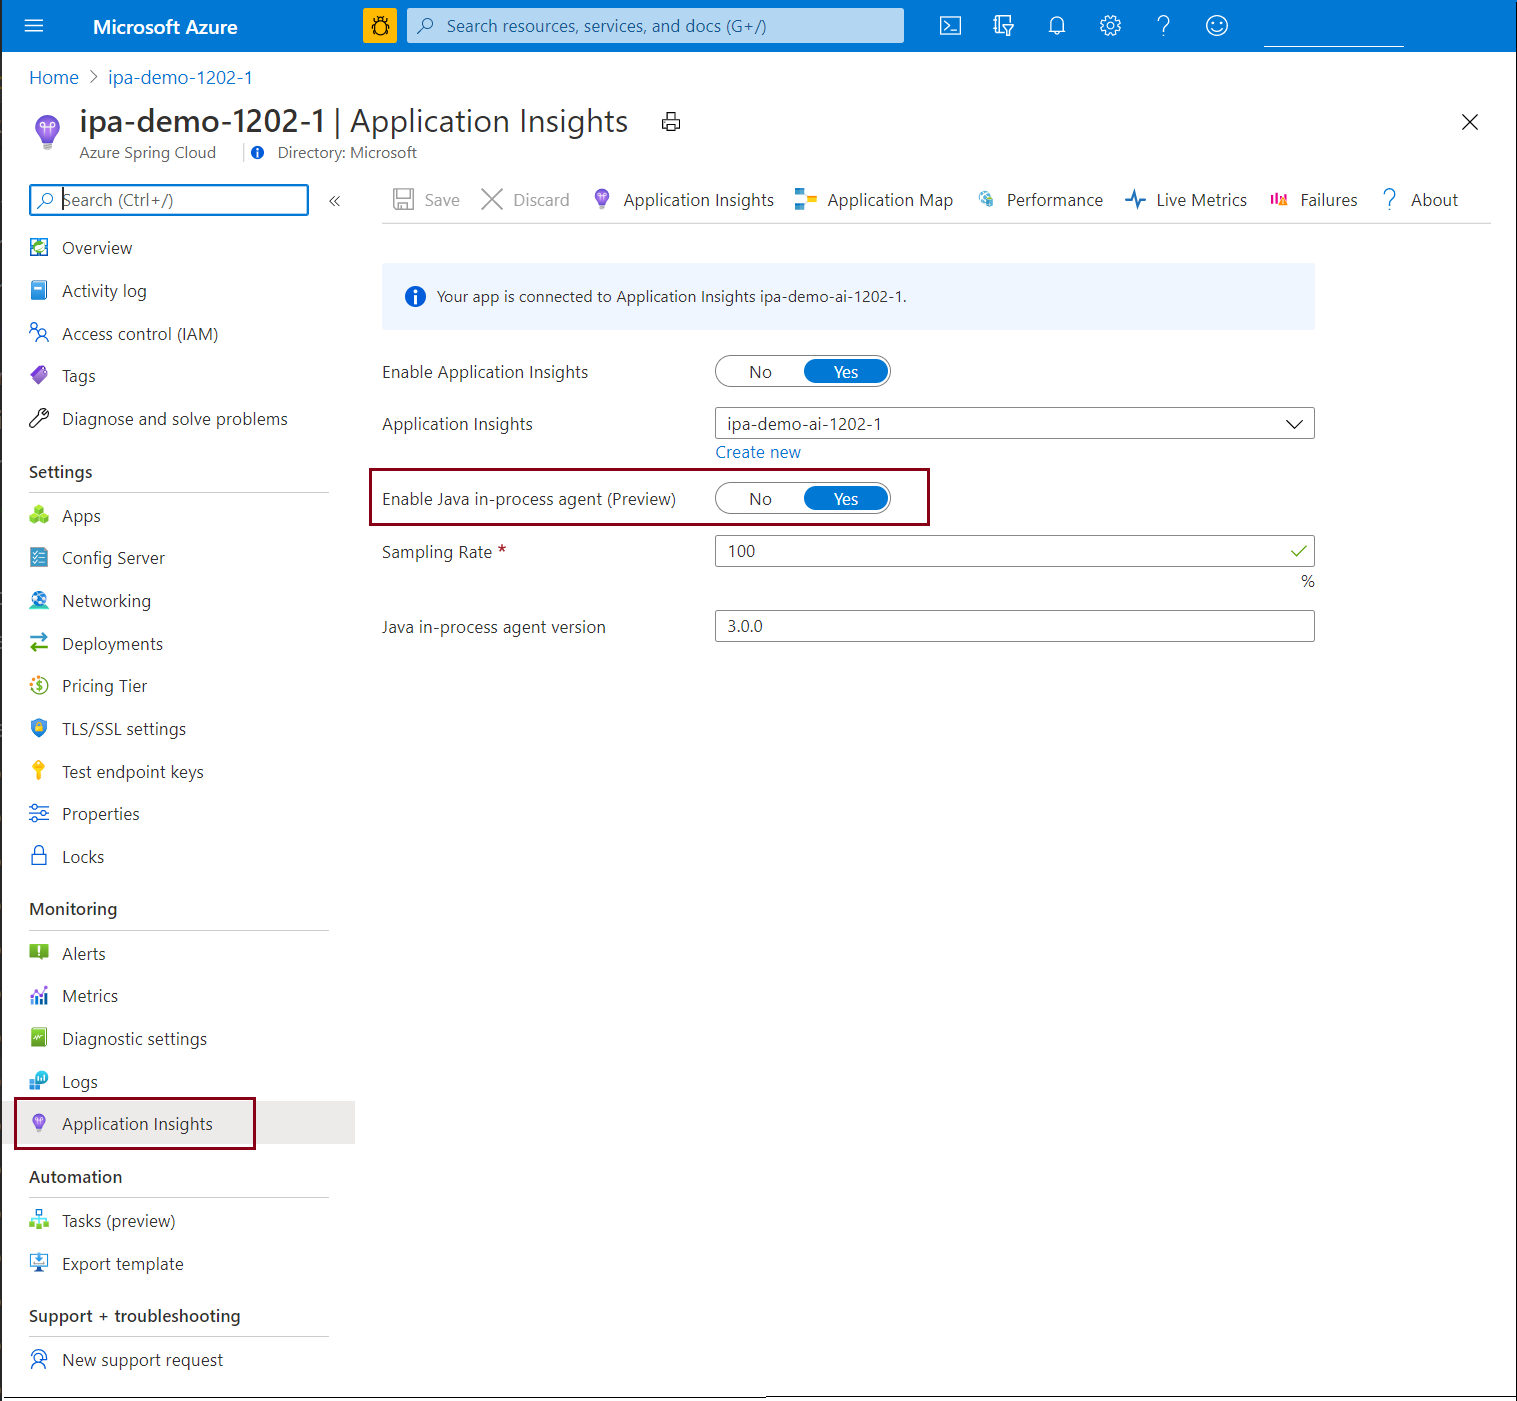 Microsoft Azure
Search resources, services, and docs (G+/)
Home > ipa-demo-1202-1
ipa-demo-1202-1 | Application Insights
Azure Spring Cloud | Directory: Microsoft
Search (Ctrl+/)
«
Save
Discard
Application Insights
Application Map
Performance
Live Metrics
Failures
? About
Overview
Activity log
Access control (IAM)
Tags
Diagnose and solve problems
Settings
Apps
Config Server
Networking
Deployments
Pricing Tier
TLS/SSL settings
Test endpoint keys
Properties
Locks
Monitoring
Alerts
Metrics
Diagnostic settings
Logs
Application Insights
Automation
Tasks (preview)
Export template
Support + troubleshooting
New support request
Your app is connected to Application Insights ipa-demo-ai-1202-1.
Enable Application Insights No Yes
Application Insights ipa-demo-ai-1202-1
Create new
Enable Java in-process agent (Preview) No Yes
Sampling Rate * 100
%
Java in-process agent version 3.0.0